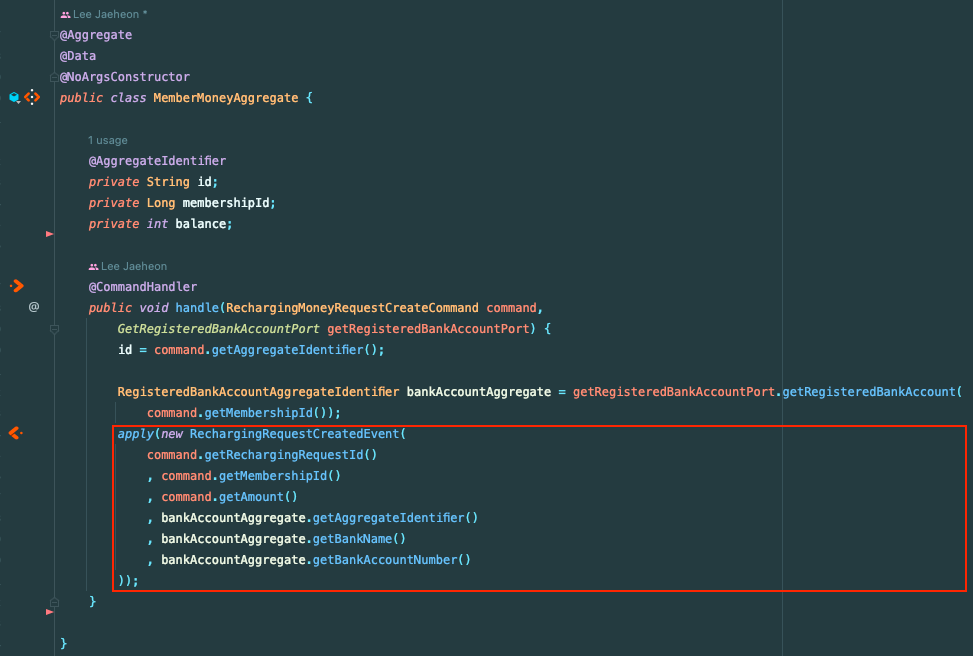 Lee Jaeheon *
@Aggregate
@Data
@NoArgsConstructor
public class MemberMoneyAggregate {
1 usage
@AggregateIdentifier
private String id;
private Long membershipId;
private int balance;
Lee Jaeheon
@CommandHandler
@
public void handle(RechargingMoneyRequestCreateCommand command,
GetRegisteredBankAccountPort getRegisteredBankAccountPort) {
id = command.getAggregateIdentifier();
RegisteredBankAccountAggregateIdentifier bankAccountAggregate = getRegisteredBankAccountPort.getRegisteredBankAccount(
command.getMembershipId());
apply(new RechargingRequestCreatedEvent(
command.getRechargingRequestId()
, command.getMembershipId()
, command.getAmount()
, bankAccountAggregate.getAggregateIdentifier()
, bankAccountAggregate.getBankName()
, bankAccountAggregate.getBankAccountNumber()
));
}
}